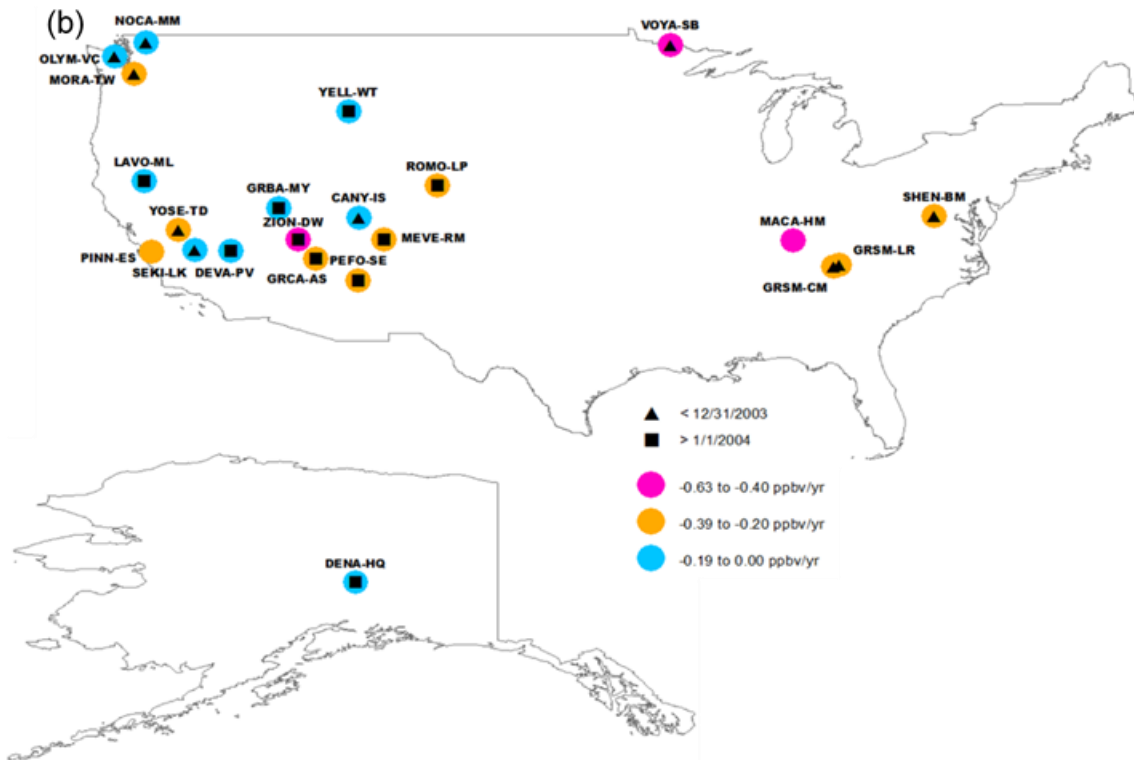 (b)
NOCA-MM
VOYA-SB
OLYM-VC
MORA-TW
YELL-WT
LAVO-ML
ROMO-LP
GRBA-MY
CANY-IS
SHEN-BM
YOSE-TD
ZION-DW
MACA-HM
MEVE-RM
GRSM-LR
PINN-ES
SEKI-LK
DEVA-PV
PEFO-SE
GRCA-AS
GRSM-CM
< 12/31/2003
> 1/1/2004
-0.63 to -0.40 ppbv/yr
-0.39 to -0.20 ppbv/yr
-0.19 to 0.00 ppbv/yr
DENA-HQ